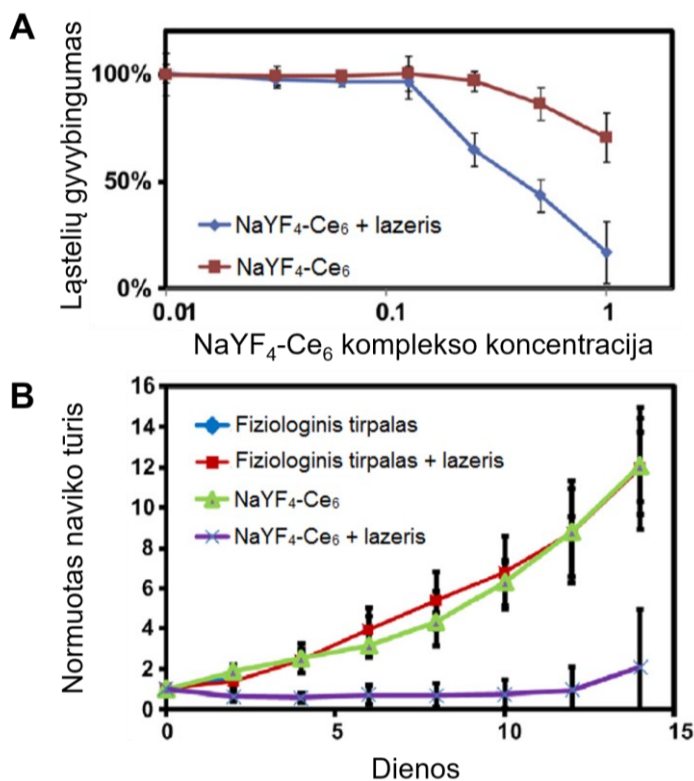 A
Ląstelių gyvybingumas
100%
50%
0%
NaYF₄-Ce₆ + lazeris
NaYF₄-Ce₆
0.01
0.1
1
NaYF₄-Ce₆ komplekso koncentracija
B
Normuotas naviko tūris
16
14
12
10
8
6
4
2
0
Fiziologinis tirpalas
Fiziologinis tirpalas + lazeris
NaYF₄-Ce₆
NaYF₄-Ce₆ + lazeris
0
5
10
15
Dienos